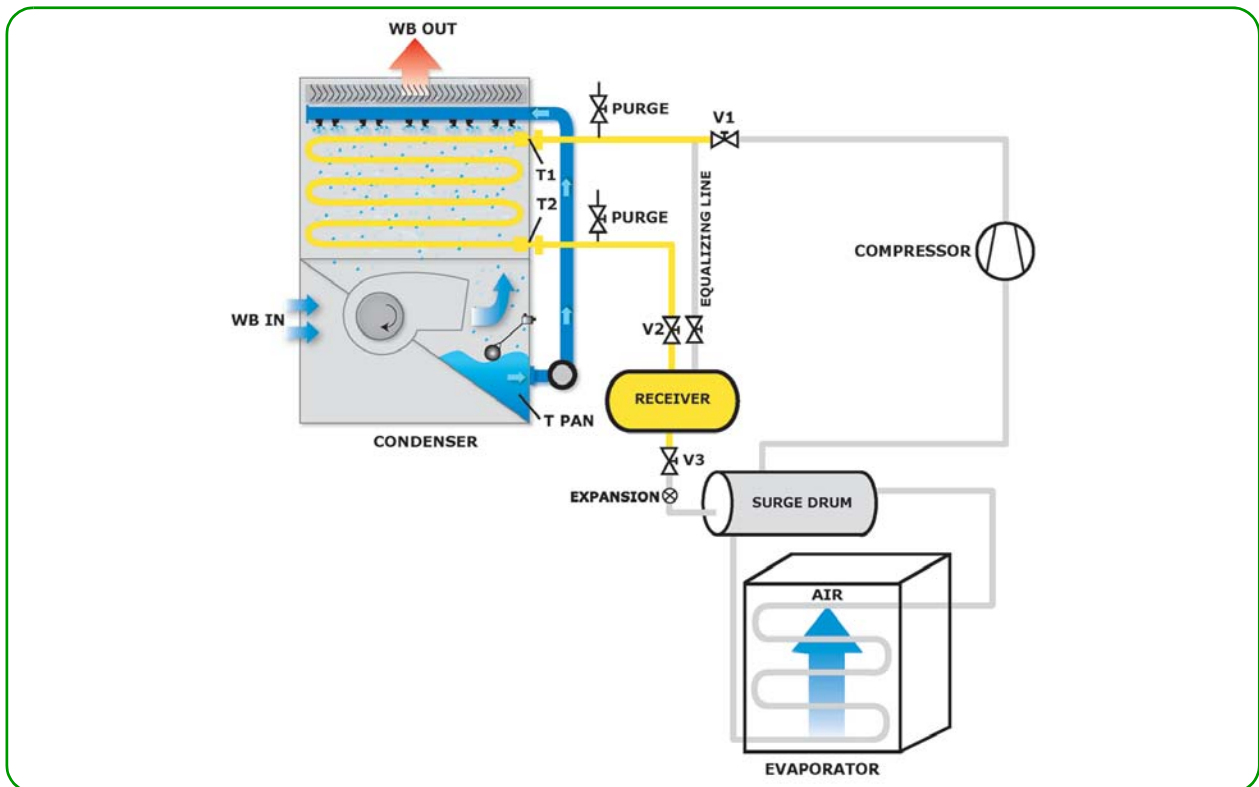 WB OUT
PURGE
V1
T1
EQUALIZING LINE
T2
PURGE
COMPRESSOR
WB IN
V2
RECEIVER
T PAN
CONDENSER
V3
EXPANSION
SURGE DRUM
AIR
EVAPORATOR